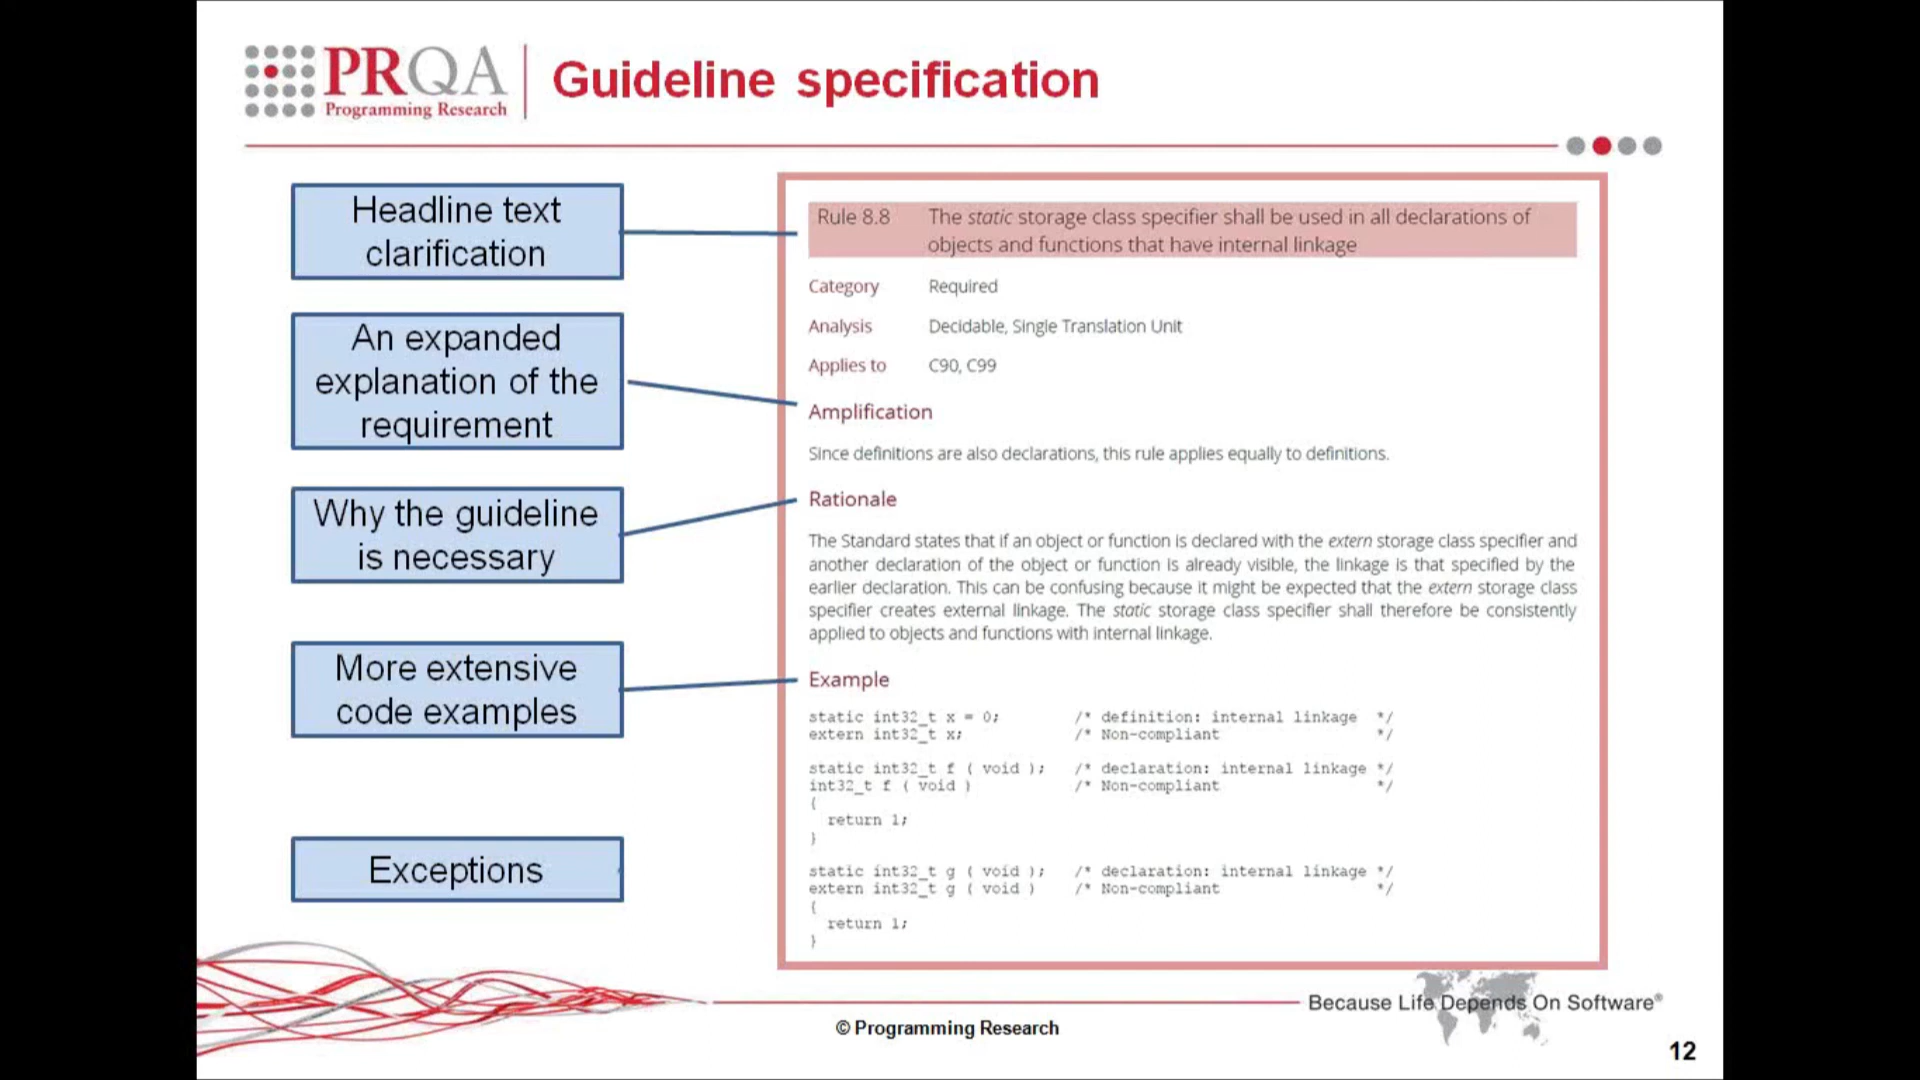 PRQA
Programming Research
Guideline specification
Headline text
clarification
An expanded
explanation of the
requirement
Why the guideline
is necessary
More extensive
code examples
Exceptions
Rule 8.8 The static storage class specifier shall be used in all declarations of
objects and functions that have internal linkage
Category Required
Analysis Decidable, Single Translation Unit
Applies to C90, C99
Amplification
Since definitions are also declarations, this rule applies equally to definitions.
Rationale
The Standard states that if an object or function is declared with the extern storage class specifier and
another declaration of the object or function is already visible, the linkage is that specified by the
earlier declaration. This can be confusing because it might be expected that the extern storage class
specifier creates external linkage. The static storage class specifier shall therefore be consistently
applied to objects and functions with internal linkage.
Example
static int32_t x = 0; /* definition: internal linkage */
extern int32_t x; /* Non-compliant */
static int32_t f ( void ); /* declaration: internal linkage */
int32_t f ( void ) /* Non-compliant */
{
return 1;
}
static int32_t g ( void ); /* declaration: internal linkage */
extern int32_t g ( void ) /* Non-compliant */
{
return 1;
}
Because Life Depends On Software®
© Programming Research
12